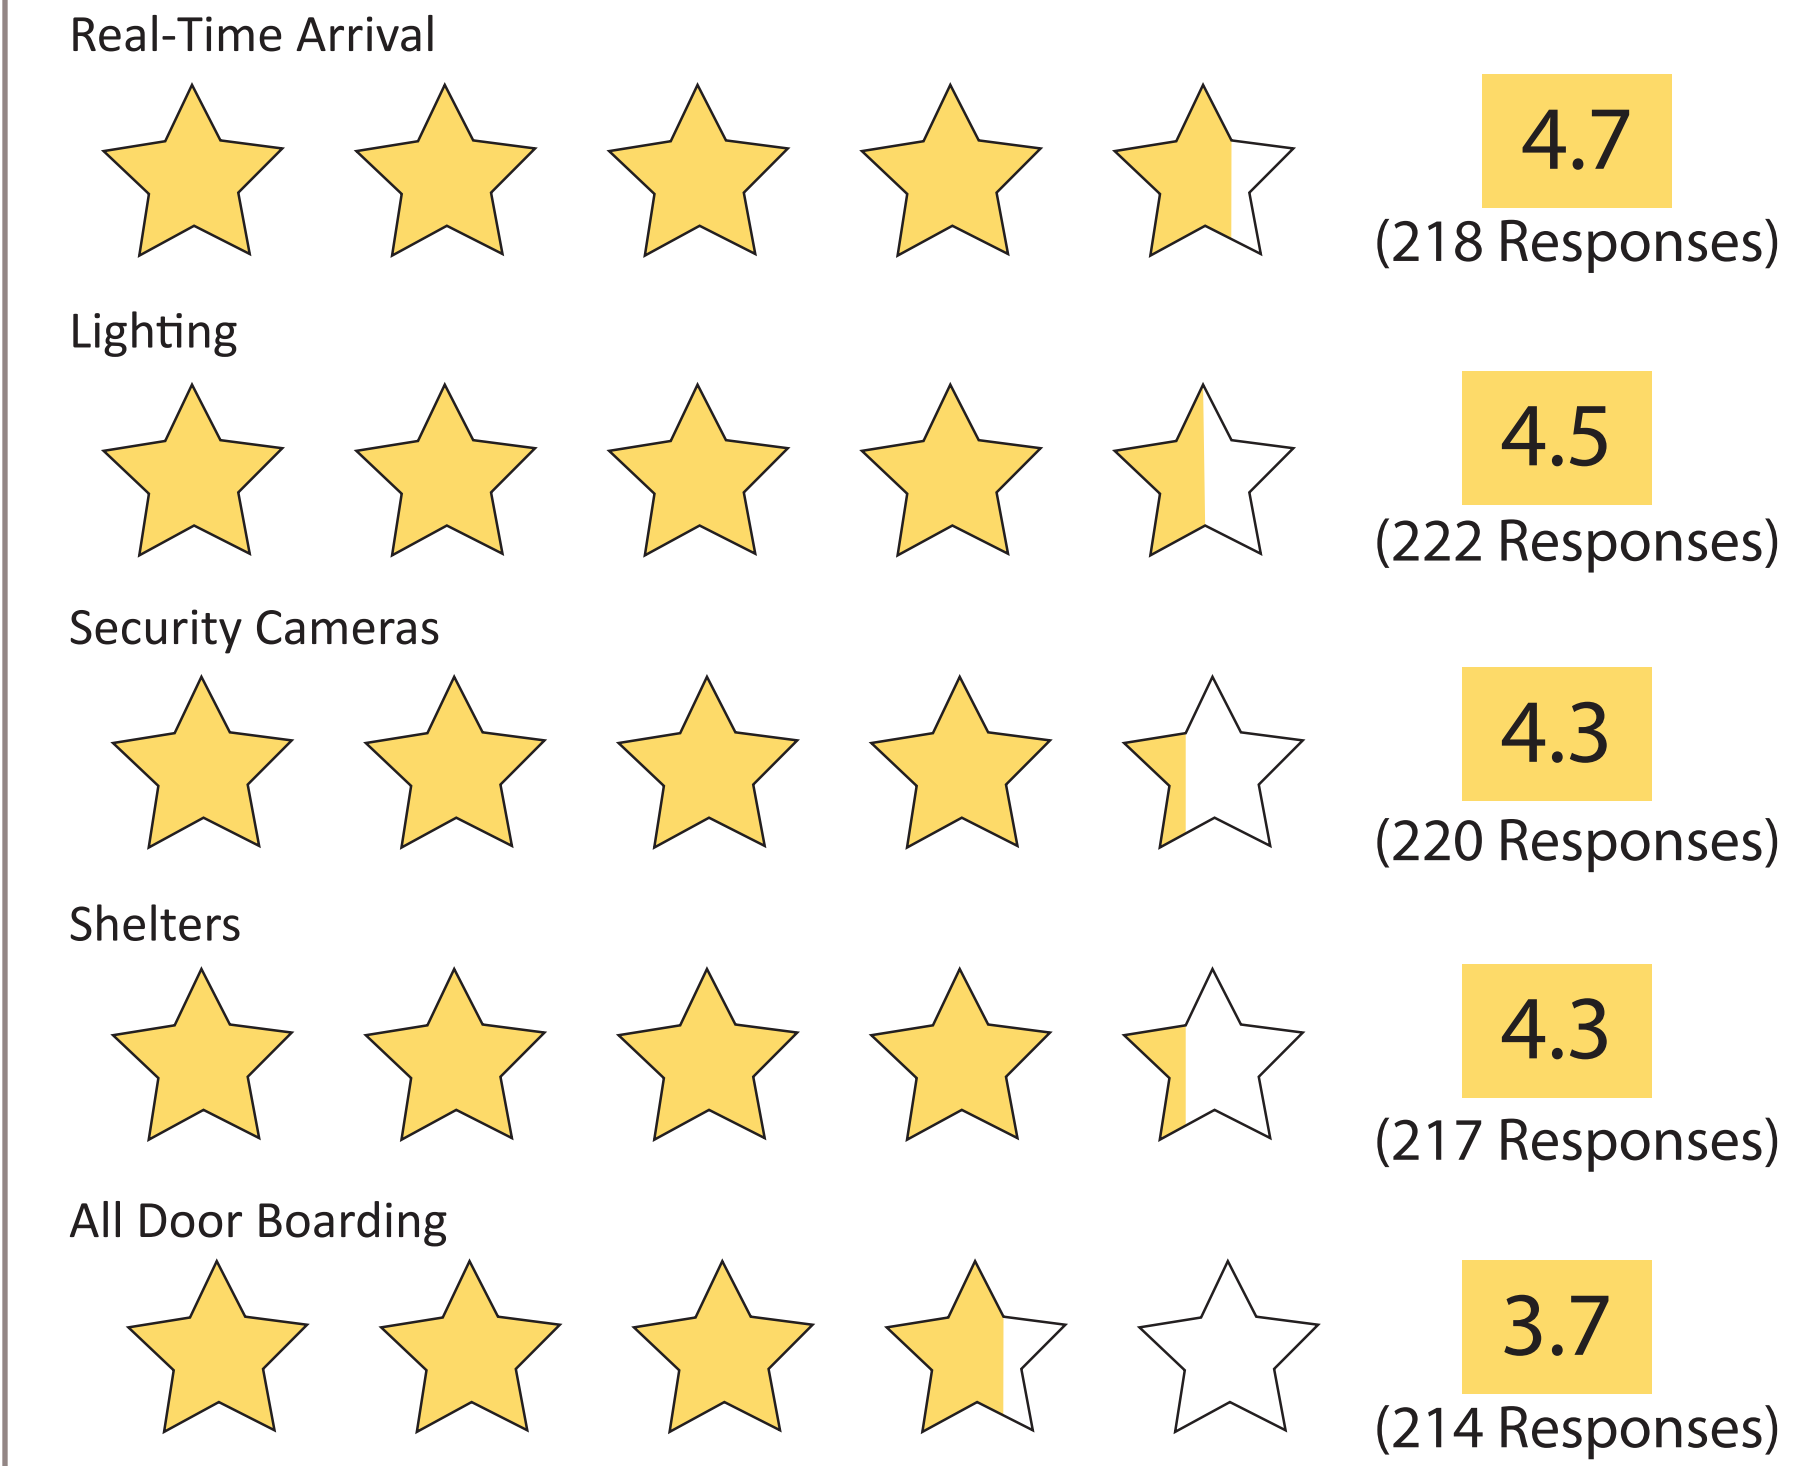 Real-Time Arrival
4.7
(218 Responses)
Lighting
4.5
(222 Responses)
Security Cameras
4.3
(220 Responses)
Shelters
4.3
(217 Responses)
All Door Boarding
3.7
(214 Responses)